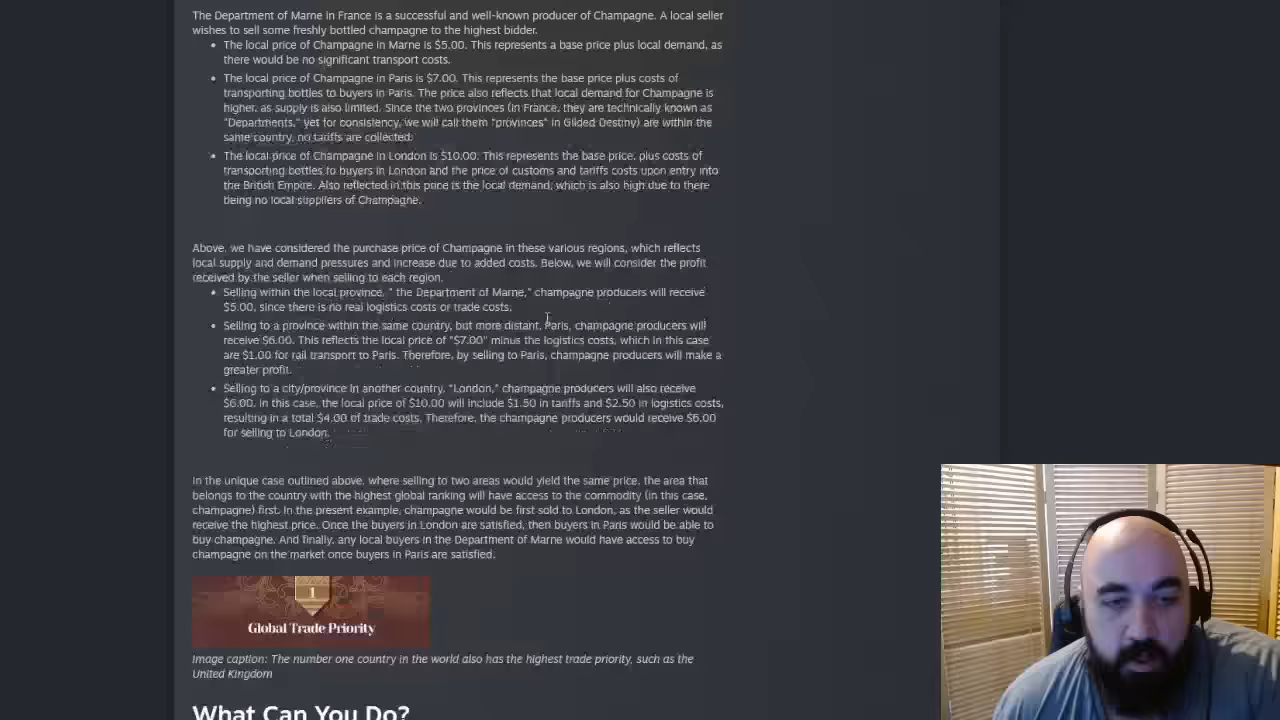 The Department of Marne in France is a successful and well-known producer of Champagne. A local seller
wishes to sell some freshly bottled champagne to the highest bidder.
The local price of Champagne in Marne is $5.00. This represents a base price plus local demand, as
there would be no significant transport costs.
The local price of Champagne in Paris is $7.00. This represents the base price plus costs of
transporting bottles to buyers in Paris. The price also reflects that local demand for Champagne is
higher, as supply is also limited. Since the two provinces (in France, they are technically known as
"Departments," yet for consistency, we will call them "provinces" in Gilded Destiny) are within the
same country, no tariffs are collected.
The local price of Champagne in London is $10.00. This represents the base price, plus costs of
transporting bottles to buyers in London and the price of customs and tariffs costs upon entry into
the British Empire. Also reflected in this price is the local demand, which is also high due to there
being no local suppliers of Champagne.
Above, we have considered the purchase price of Champagne in these various regions, which reflects
local supply and demand pressures and increase due to added costs. Below, we will consider the profit
received by the seller when selling to each region.
Selling within the local province, " the Department of Marne," champagne producers will receive
$5.00, since there is no real logistics costs or trade costs.
Selling to a province within the same country, but more distant, Paris, champagne producers will
receive $6.00. This reflects the local price of "$7.00" minus the logistics costs, which in this case
are $1.00 for rail transport to Paris. Therefore, by selling to Paris, champagne producers will make a
greater profit.
Selling to a city/province in another country, "London," champagne producers will also receive
$6.00. In this case, the local price of $10.00 will include $1.50 in tariffs and $2.50 in logistics costs,
resulting in a total $4.00 of trade costs. Therefore, the champagne producers would receive $6.00
for selling to London.
In the unique case outlined above, where selling to two areas would yield the same price, the area that
belongs to the country with the highest global ranking will have access to the commodity (in this case,
champagne) first. In the present example, champagne would be first sold to London, as the seller would
receive the highest price. Once the buyers in London are satisfied, then buyers in Paris would be able to
buy champagne. And finally, any local buyers in the Department of Marne would have access to buy
champagne on the market once buyers in Paris are satisfied.
1
Global Trade Priority
Image caption: The number one country in the world also has the highest trade priority, such as the
United Kingdom
What Can You Do?